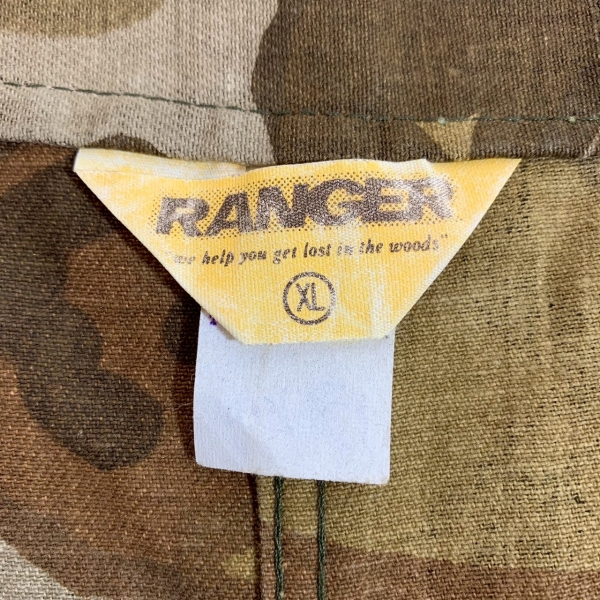 RANGER
"we help you get lost in the woods"
XL